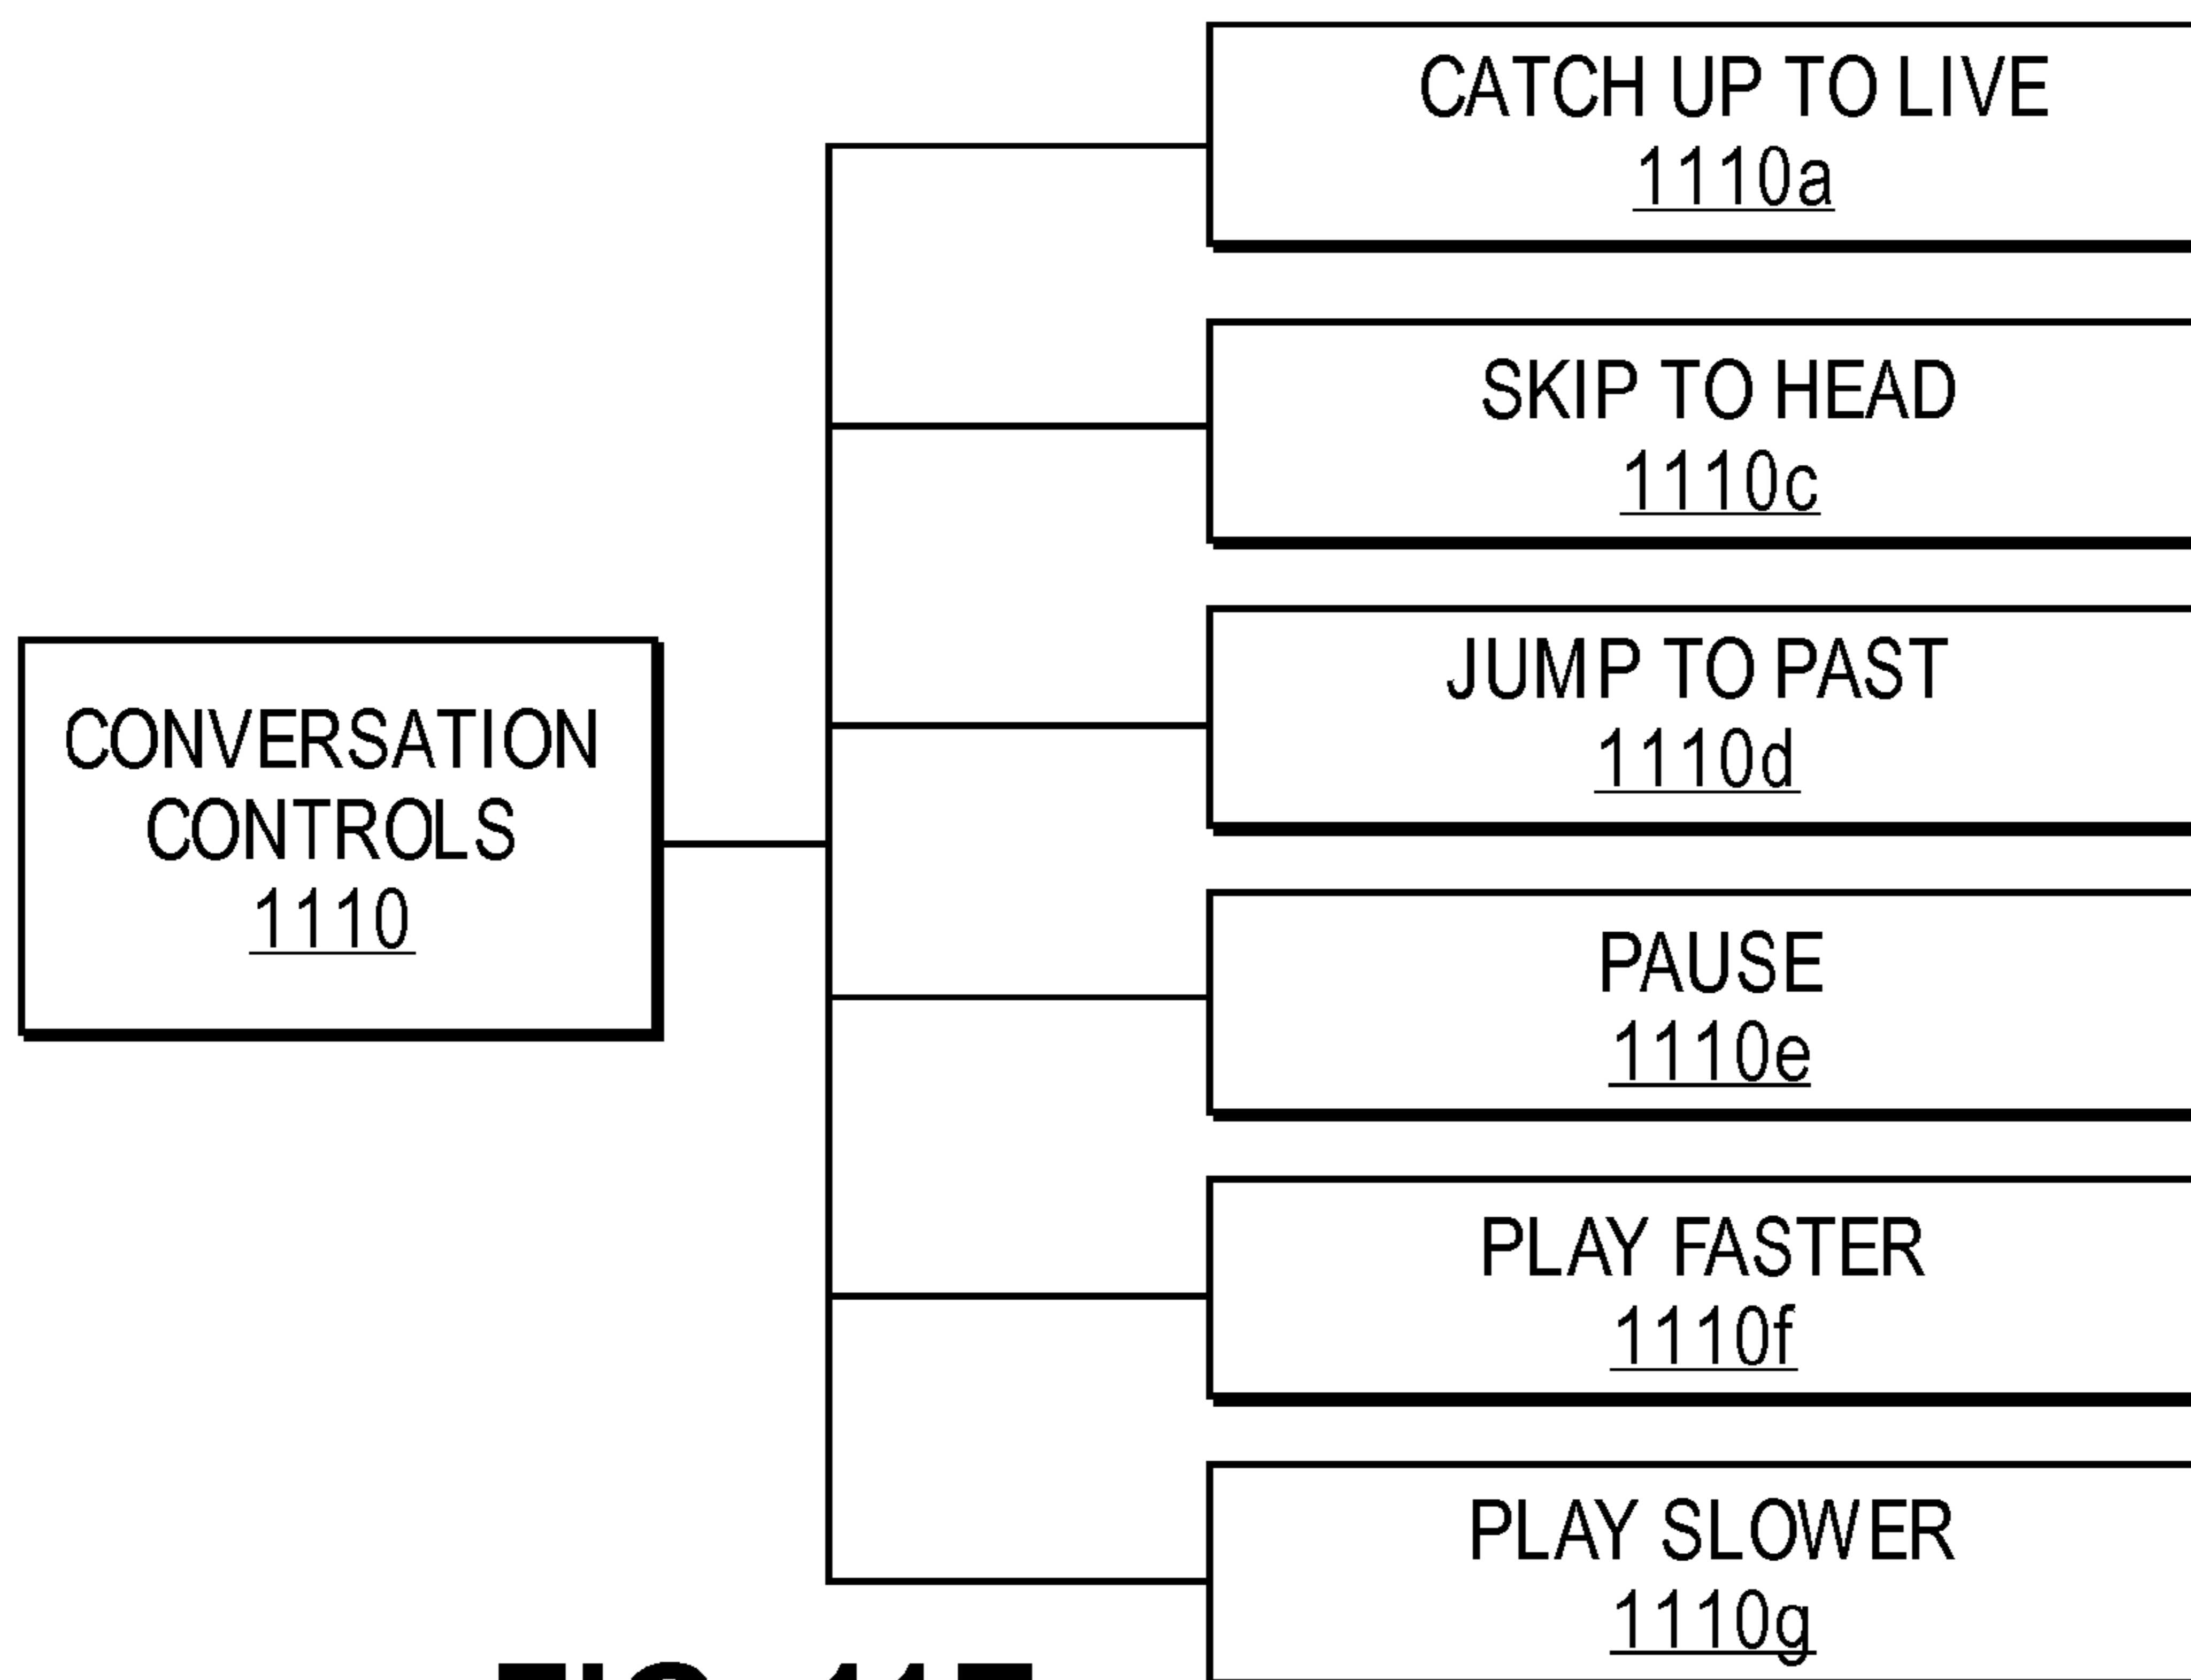 CATCH UP TO LIVE
1110a
SKIP TO HEAD
1110c
JUMP TO PAST
1110d
CONVERSATION
CONTROLS
1110
PAUSE
1110e
PLAY FASTER
1110f
PLAY SLOWER
1110g